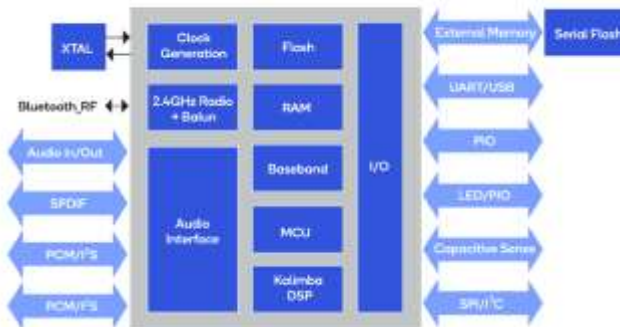 XTAL
Clock
Generation
Flash
External Memory
Serial Flash
Bluetooth_RF
2.4GHz Radio
+ Balun
RAM
UART/USB
Audio In/Out
Baseband
I/O
PIO
SPDIF
Audio
Interface
MCU
LED/PIO
PCM/I²S
Capacitive Sense
PCM/I²S
Kalimba
DSP
SPI/I²C